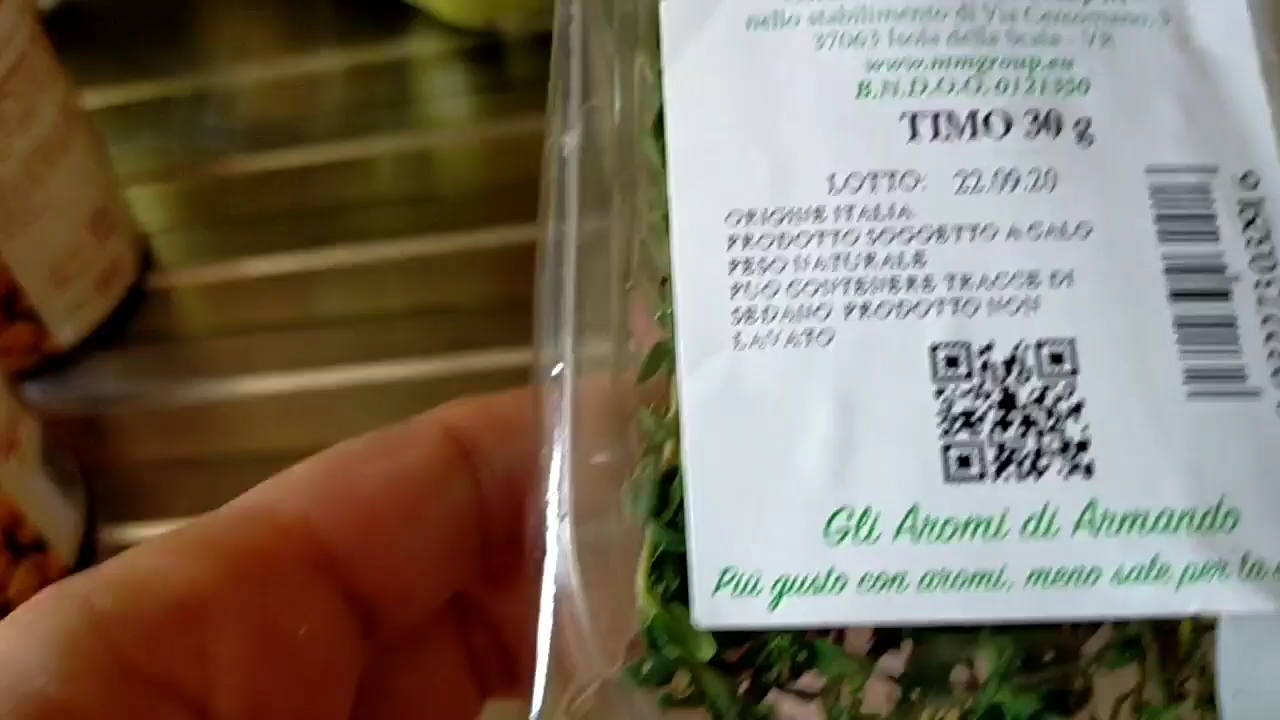 nello stabilimento di Via
37063 Isola della Scala - VR
www.mmgroup.eu
B.N.D.O.O. 0121350
TIMO 30 g
LOTTO: 22.09.20
ORIGINE ITALIA
PRODOTTO SOGGETTO A CALO
PESO NATURALE
PUO CONTENERE TRACCE DI
SEDANO PRODOTTO NON
LAVATO
Gli Aromi di Armando
Più gusto con aromi, meno sale per la